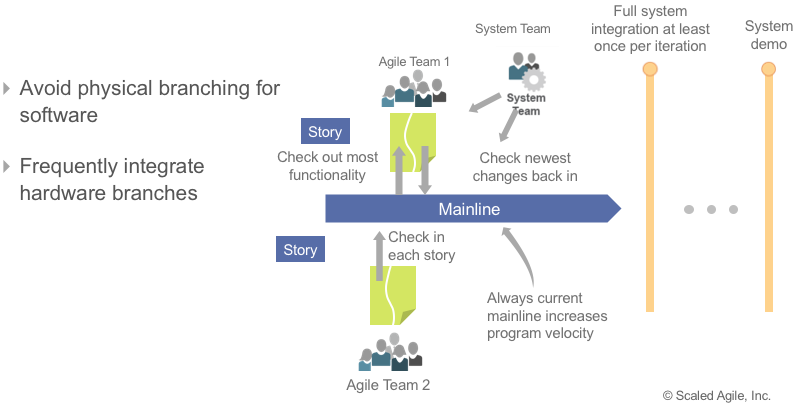 Avoid physical branching for
software
Frequently integrate
hardware branches
System Team
Agile Team 1
System
Team
Full system
integration at least
once per iteration
System
demo
Story
Check out most
functionality
Check newest
changes back in
Mainline
Story
Check in
each story
Always current
mainline increases
program velocity
Agile Team 2
© Scaled Agile, Inc.